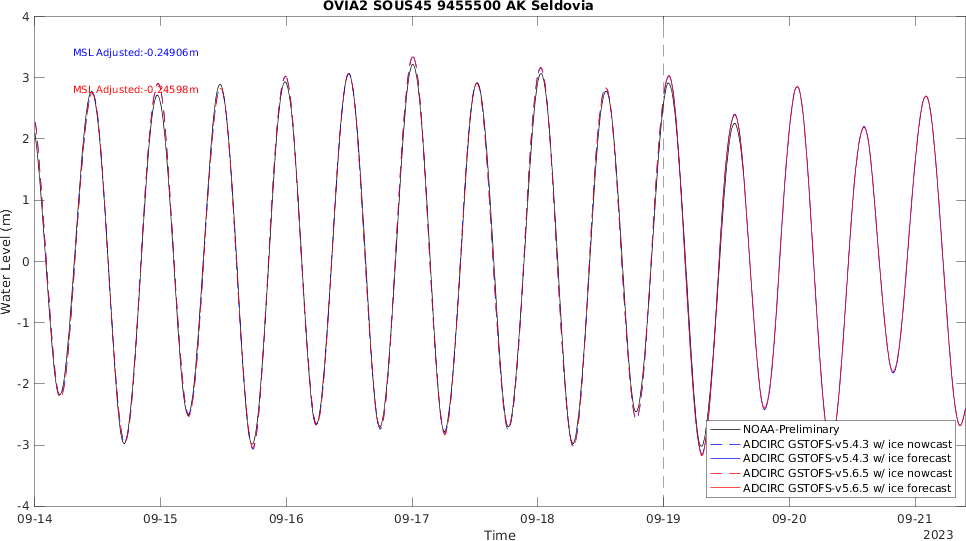 OVIA2 SOUS45 9455500 AK Seldovia
MSL Adjusted:-0.24906m
MSL Adjusted:-0.24598m
Water Level (m)
4
3
2
1
0
-1
-2
-3
-4
NOAA-Preliminary
ADCIRC GSTOFS-v5.4.3 w/ ice nowcast
ADCIRC GSTOFS-v5.4.3 w/ ice forecast
ADCIRC GSTOFS-v5.6.5 w/ ice nowcast
ADCIRC GSTOFS-v5.6.5 w/ ice forecast
09-14 09-15 09-16 09-17 09-18 09-19 09-20 09-21
Time
2023